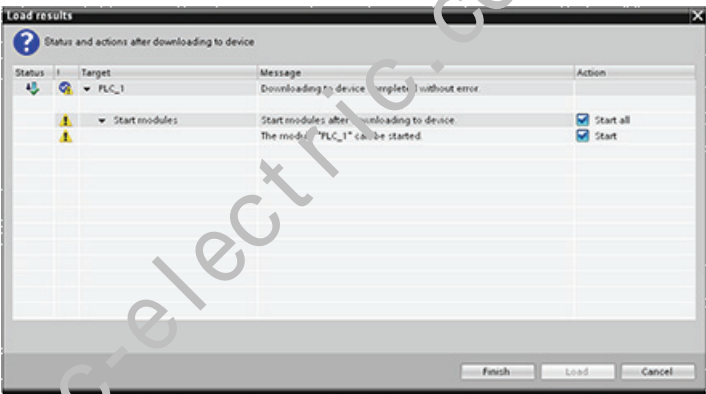 Load results
Status and actions after downloading to device
Status ! Target Message Action
PLC_1 Downloading to device completed without error.
Start modules Start modules after downloading to device. Start all
The module "PLC_1" can be started. Start
Finish Load Cancel
c-electric.co